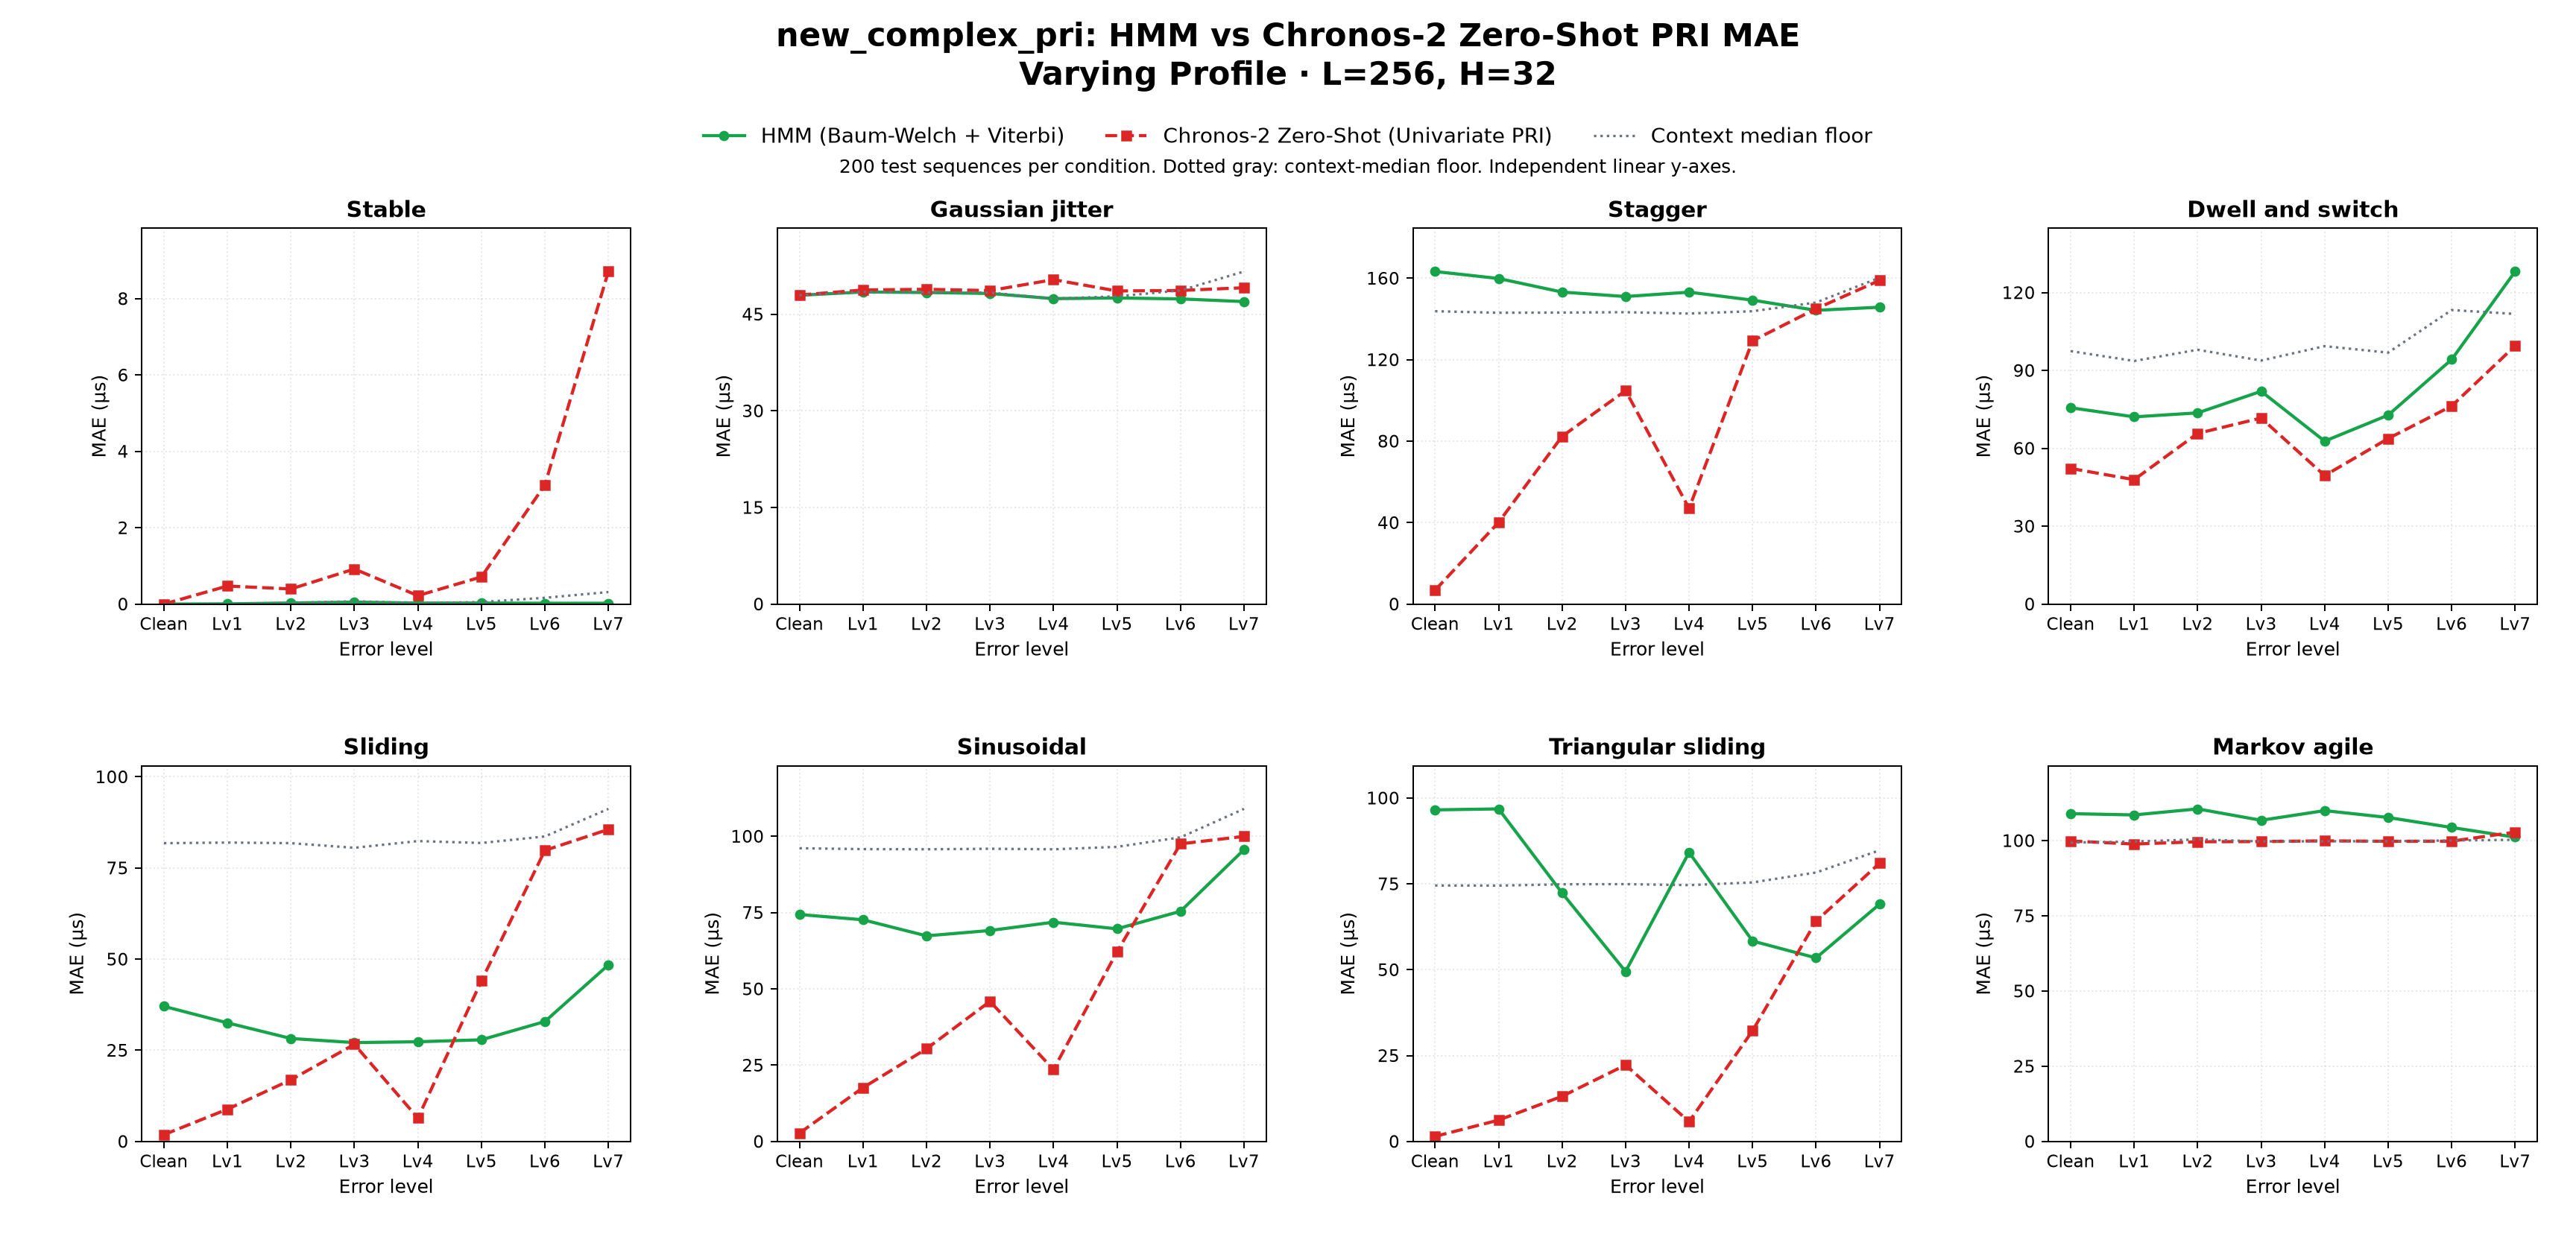 new_complex_pri: HMM vs Chronos-2 Zero-Shot PRI MAE
Varying Profile · L=256, H=32
HMM (Baum-Welch + Viterbi) Chronos-2 Zero-Shot (Univariate PRI) Context median floor
200 test sequences per condition. Dotted gray: context-median floor. Independent linear y-axes.
Stable
MAE (μs)
8
6
4
2
0
Clean Lv1 Lv2 Lv3 Lv4 Lv5 Lv6 Lv7
Error level
Gaussian jitter
MAE (μs)
45
30
15
0
Clean Lv1 Lv2 Lv3 Lv4 Lv5 Lv6 Lv7
Error level
Stagger
MAE (μs)
160
120
80
40
0
Clean Lv1 Lv2 Lv3 Lv4 Lv5 Lv6 Lv7
Error level
Dwell and switch
MAE (μs)
120
90
60
30
0
Clean Lv1 Lv2 Lv3 Lv4 Lv5 Lv6 Lv7
Error level
Sliding
MAE (μs)
100
75
50
25
0
Clean Lv1 Lv2 Lv3 Lv4 Lv5 Lv6 Lv7
Error level
Sinusoidal
MAE (μs)
100
75
50
25
0
Clean Lv1 Lv2 Lv3 Lv4 Lv5 Lv6 Lv7
Error level
Triangular sliding
MAE (μs)
100
75
50
25
0
Clean Lv1 Lv2 Lv3 Lv4 Lv5 Lv6 Lv7
Error level
Markov agile
MAE (μs)
100
75
50
25
0
Clean Lv1 Lv2 Lv3 Lv4 Lv5 Lv6 Lv7
Error level